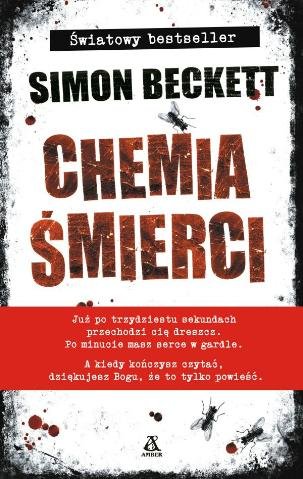 Światowy bestseller
SIMON BECKETT
CHEMIA
ŚMIERCI
Już po trzydziestu sekundach
przechodzi cię dreszcz.
Po minucie masz serce w gardle.
A kiedy kończysz czytać,
dziękujesz Bogu, że to tylko powieść.
AMBER